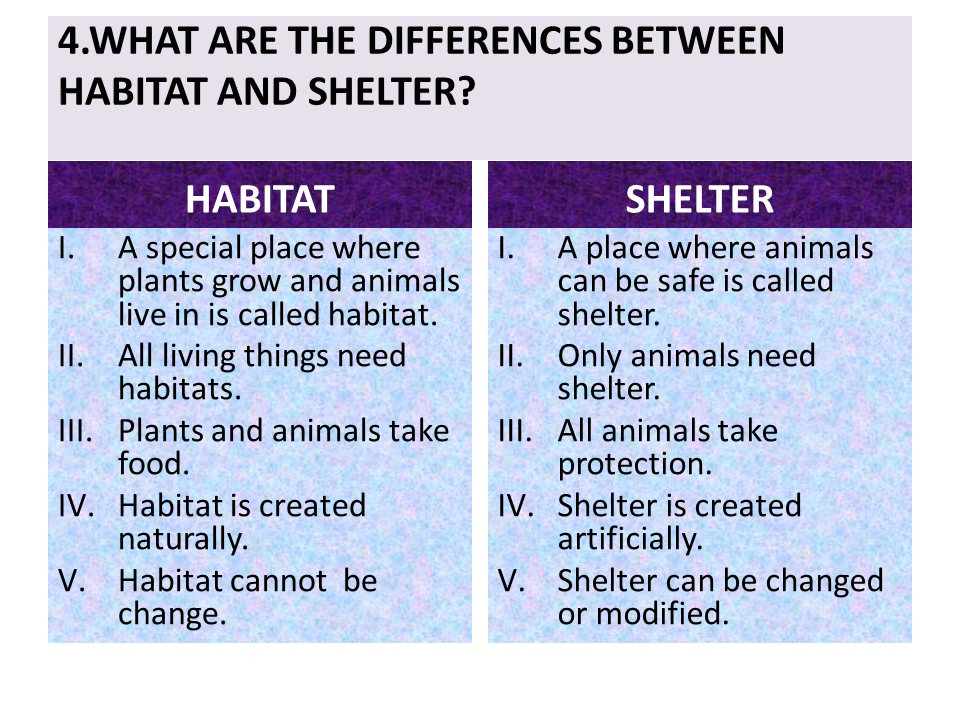 4.WHAT ARE THE DIFFERENCES BETWEEN
HABITAT AND SHELTER?
HABITAT
I. A special place where
plants grow and animals
live in is called habitat.
II. All living things need
habitats.
III. Plants and animals take
food.
IV. Habitat is created
naturally.
V. Habitat cannot  be
change.
SHELTER
I. A place where animals
can be safe is called
shelter.
II. Only animals need
shelter.
III. All animals take
protection.
IV. Shelter is created
artificially.
V. Shelter can be changed
or modified.